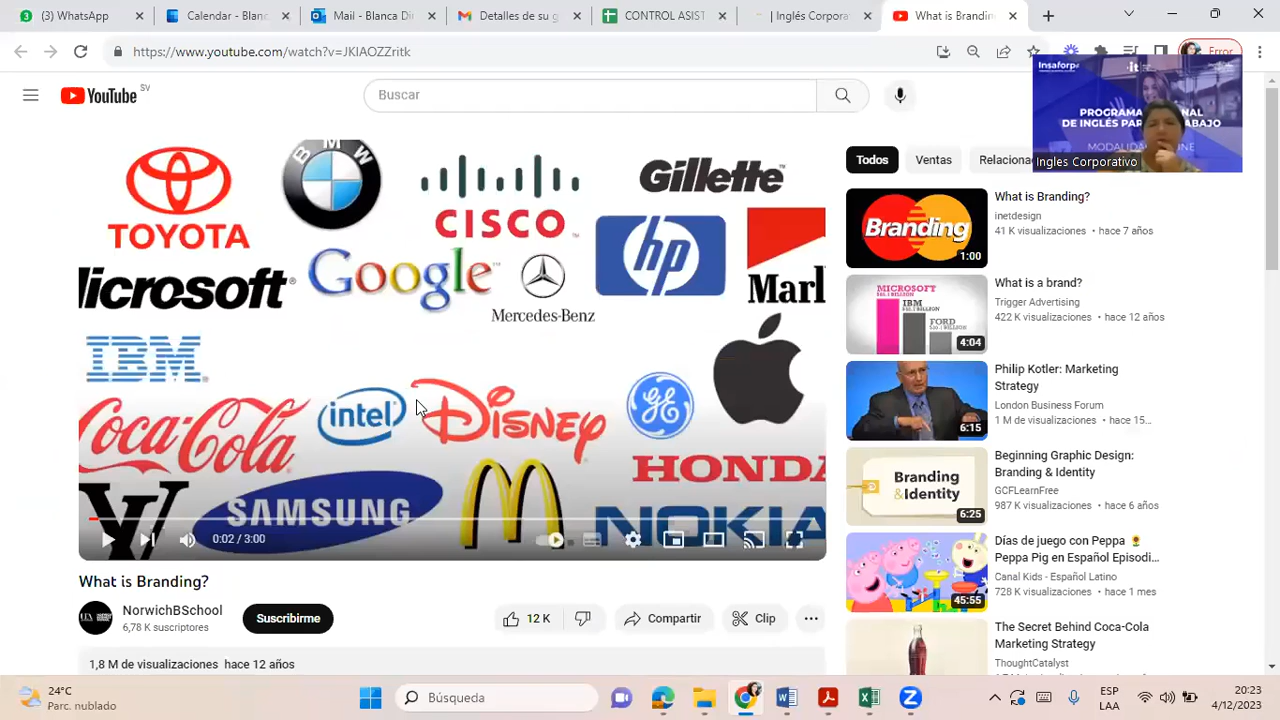 (3) WhatsApp
Calendar - Blanc
Mail - Blanca Di
Detalles de su g
CONTROL ASIST
Inglés Corpora
What is Brandin
https://www.youtube.com/watch?v=JKIAOZZritk
Error
YouTube SV
Buscar
Insaforp
PROGRAMA NAL
DE INGLÉS PAR ABAJO
MODALIDA INE
Ingles Corporativo
Todos
Ventas
Relaciona
TOYOTA
BMW
CISCO
Gillette
hp
Marl
icrosoft
Google
Mercedes-Benz
IBM
Coca-Cola
intel
Disney
GE
HONDA
SAMSUNG
NOKIA
0:02 / 3:00
What is Branding?
NorwichBSchool
6,78 K suscriptores
Suscribirme
12 K
Compartir
Clip
1,8 M de visualizaciones hace 12 años
Branding
1:00
What is Branding?
inetdesign
41 K visualizaciones • hace 7 años
MICROSOFT
IBM
FORD
4:04
What is a brand?
Trigger Advertising
422 K visualizaciones • hace 12 años
6:15
Philip Kotler: Marketing
Strategy
London Business Forum
1 M de visualizaciones • hace 15...
Branding
&Identity
6:25
Beginning Graphic Design:
Branding & Identity
GCFLearnFree
987 K visualizaciones • hace 6 años
45:55
Días de juego con Peppa 🌻
Peppa Pig en Español Episodi...
Canal Kids - Español Latino
728 K visualizaciones • hace 1 mes
The Secret Behind Coca-Cola
Marketing Strategy
ThoughtCatalyst
24°C
Parc. nublado
Búsqueda
ESP
LAA
20:23
4/12/2023